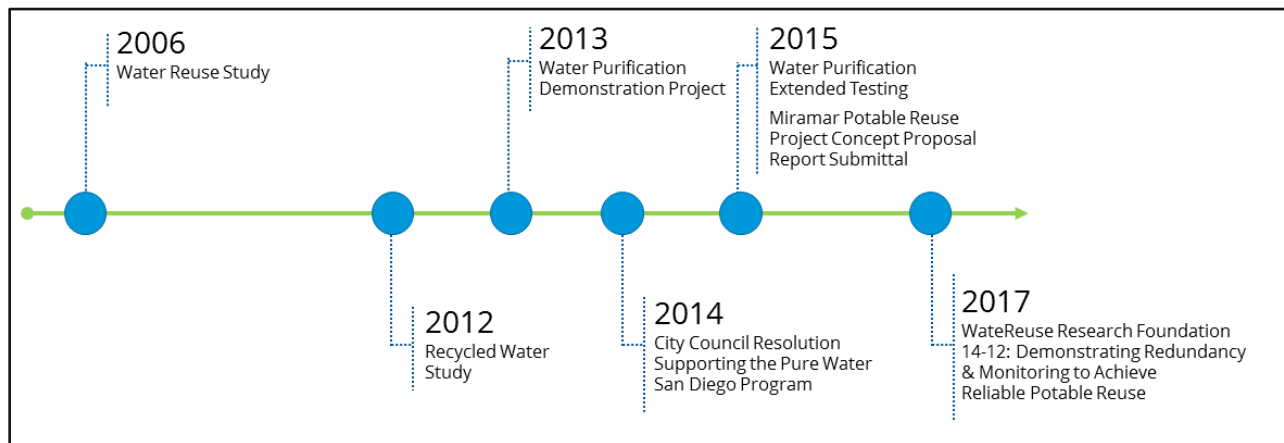 2006
Water Reuse Study
2012
Recycled Water
Study
2013
Water Purification
Demonstration Project
2014
City Council Resolution
Supporting the Pure Water
San Diego Program
2015
Water Purification
Extended Testing
Miramar Potable Reuse
Project Concept Proposal
Report Submittal
2017
WateReuse Research Foundation
14-12: Demonstrating Redundancy
& Monitoring to Achieve
Reliable Potable Reuse